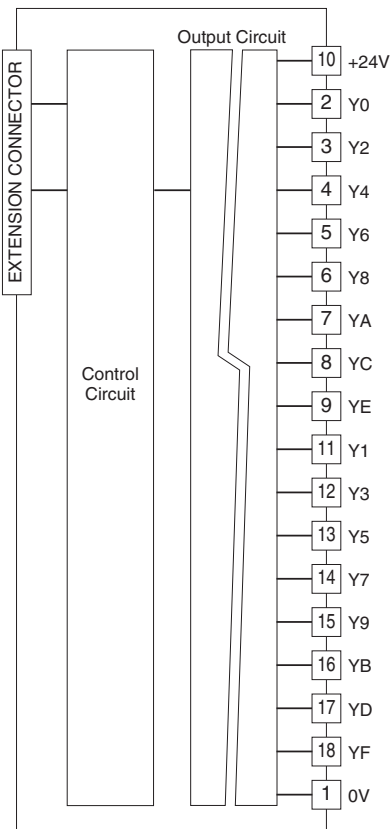 Output Circuit
EXTENSION CONNECTOR
Control
Circuit
10 +24V
2 Y0
3 Y2
4 Y4
5 Y6
6 Y8
7 YA
8 YC
9 YE
11 Y1
12 Y3
13 Y5
14 Y7
15 Y9
16 YB
17 YD
18 YF
1 0V